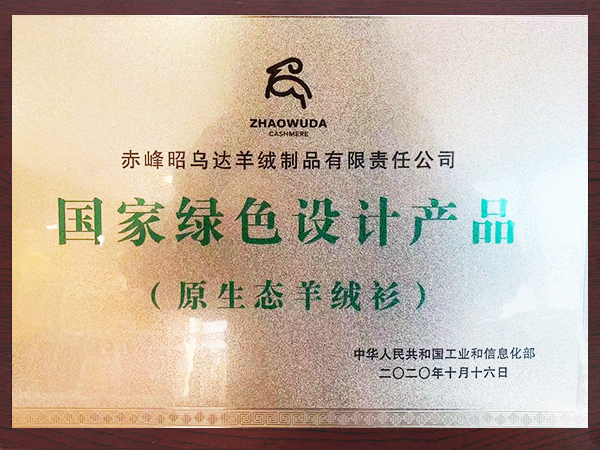 ZHAOWUDA
CASHMERE
赤峰昭乌达羊绒制品有限责任公司
国家绿色设计产品
（原生态羊绒衫）
中华人民共和国工业和信息化部
二〇二〇年十月十六日